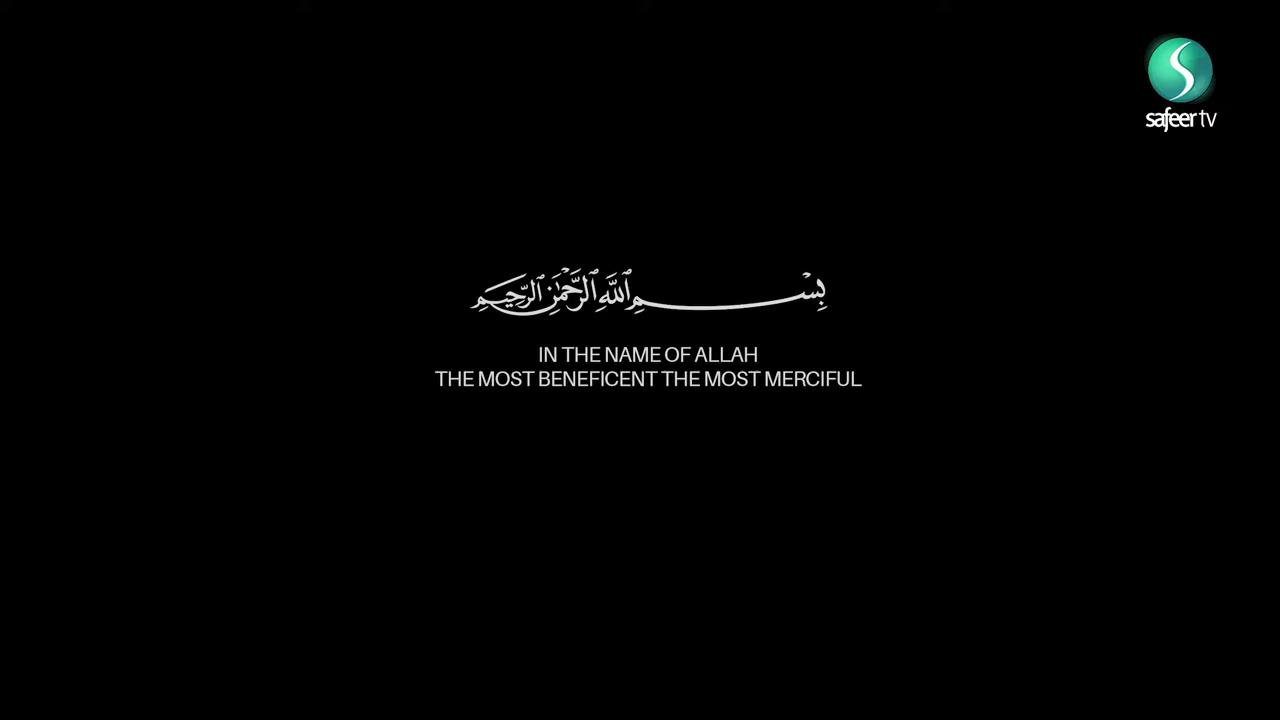 safeer tv
بِسْمِ ٱللَّهِ ٱلرَّحْمَٰنِ ٱلرَّحِيمِ
IN THE NAME OF ALLAH
THE MOST BENEFICENT THE MOST MERCIFUL